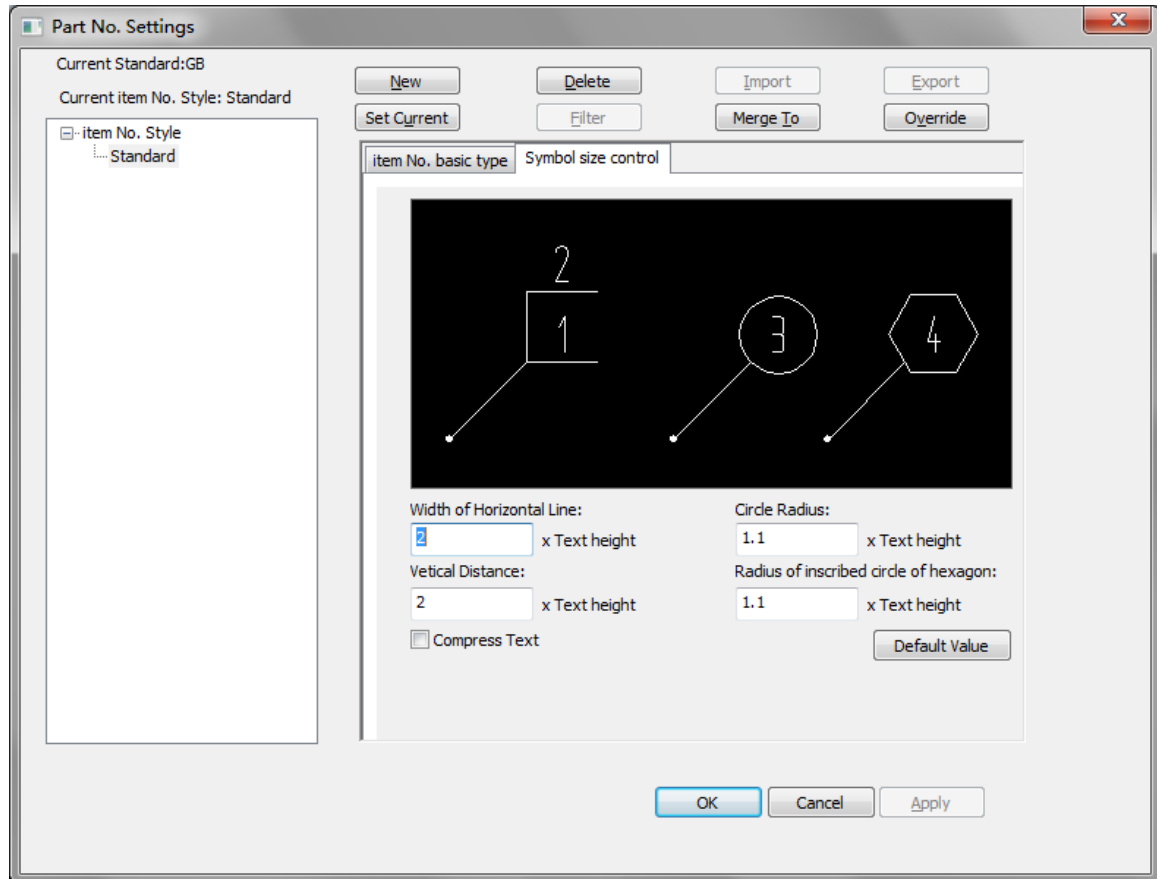 Part No. Settings
Current Standard:GB
Current item No. Style: Standard
item No. Style
Standard
New Delete Import Export
Set Current Filter Merge To Override
item No. basic type Symbol size control
2
1 3 4
Width of Horizontal Line: Circle Radius:
2 x Text height 1.1 x Text height
Vetical Distance: Radius of inscribed circle of hexagon:
2 x Text height 1.1 x Text height
Compress Text Default Value
OK Cancel Apply